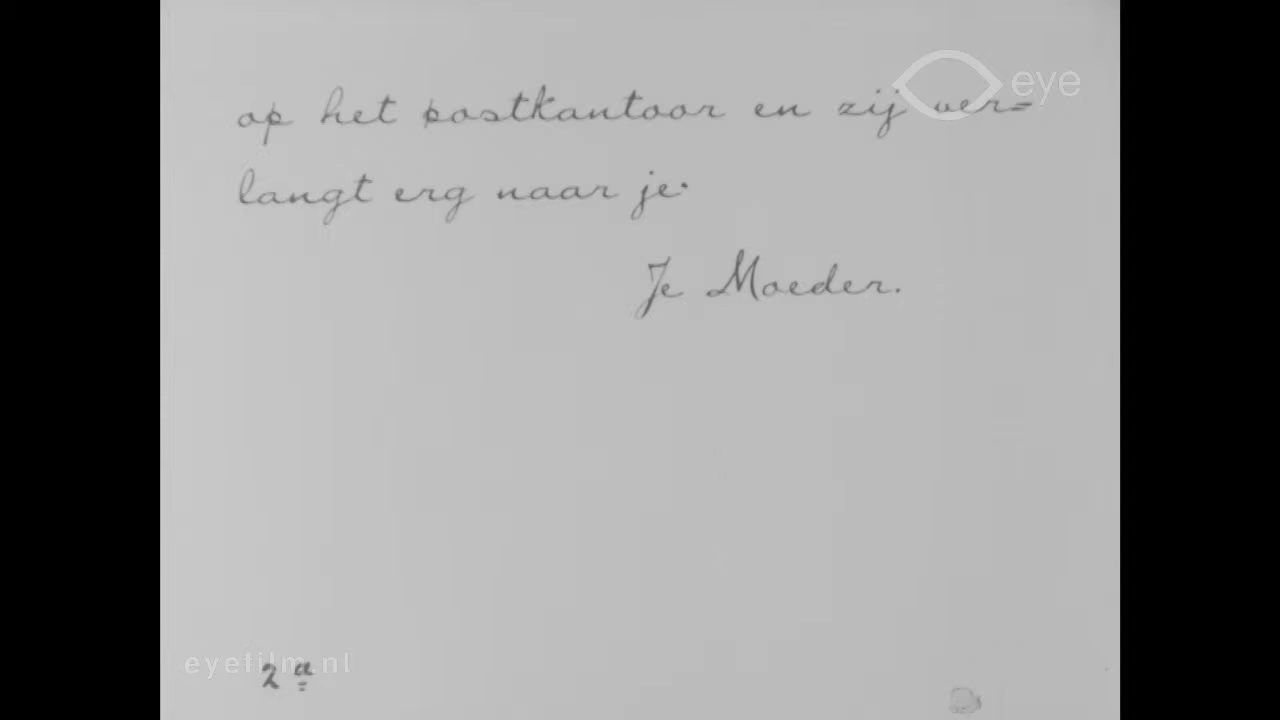 eye
op het postkantoor en zij ver=
langt erg naar je.
Je Moeder.
eyefilm.nl
2a